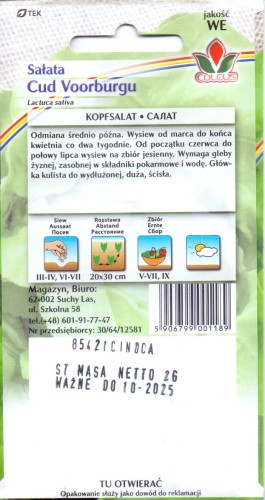 TEK
jakość
WE
COLEUS
Sałata
Cud Voorburgu
Lactuca sativa
KOPFSALAT • САЛАТ
Odmiana średnio późna. Wysiew od marca do końca
kwietnia co dwa tygodnie. Od początku czerwca do
połowy lipca wysiew na zbiór jesienny. Wymaga gleby
żyznej, zasobnej w składniki pokarmowe i wodę. Głów-
ka kulista do wydłużonej, duża, ścisła.
Siew
Aussaat
Посев
Rozstawa
Abstand
Расстояние
Zbiór
Ernte
Сбор
III-IV, VI-VII
20x30 cm
V-VII, IX
Magazyn, Biuro:
62-002 Suchy Las,
ul. Szkolna 58
tel.(+48) 601-91-77-47
Nr przedsiębiorcy: 30/64/12581
5 906799 001189
85421CINDCA
ST MASA NETTO 2G
WAŻNE DO 10-2025
TU OTWIERAĆ
Opakowanie służy jako dowód do reklamacji